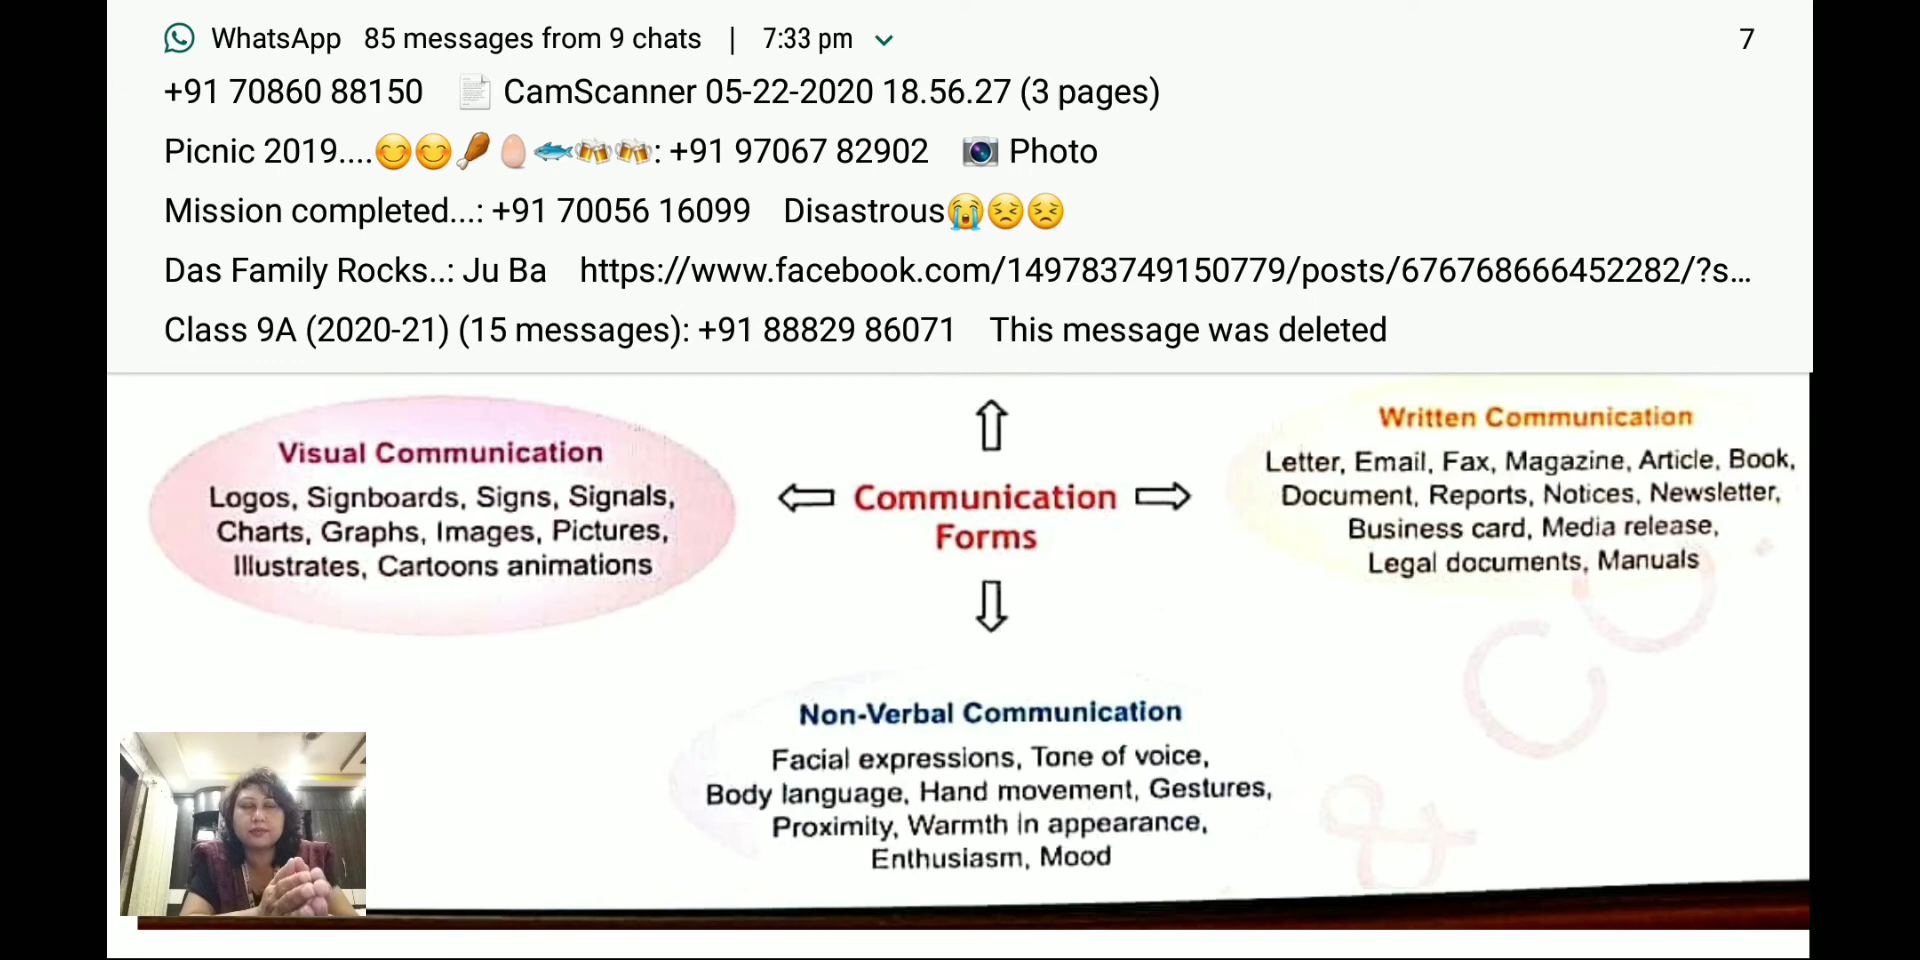 WhatsApp 85 messages from 9 chats | 7:33 pm 7
+91 70860 88150 📄 CamScanner 05-22-2020 18.56.27 (3 pages)
Picnic 2019....😊😊🍗🥚🐟🍻🍻: +91 97067 82902 📷 Photo
Mission completed...: +91 70056 16099 Disastrous😭😣😣
Das Family Rocks..: Ju Ba https://www.facebook.com/149783749150779/posts/676768666452282/?s...
Class 9A (2020-21) (15 messages): +91 88829 86071 This message was deleted
Visual Communication
Logos, Signboards, Signs, Signals,
Charts, Graphs, Images, Pictures,
Illustrates, Cartoons animations
Communication
Forms
Written Communication
Letter, Email, Fax, Magazine, Article, Book,
Document, Reports, Notices, Newsletter,
Business card, Media release,
Legal documents, Manuals
Non-Verbal Communication
Facial expressions, Tone of voice,
Body language, Hand movement, Gestures,
Proximity, Warmth in appearance,
Enthusiasm, Mood